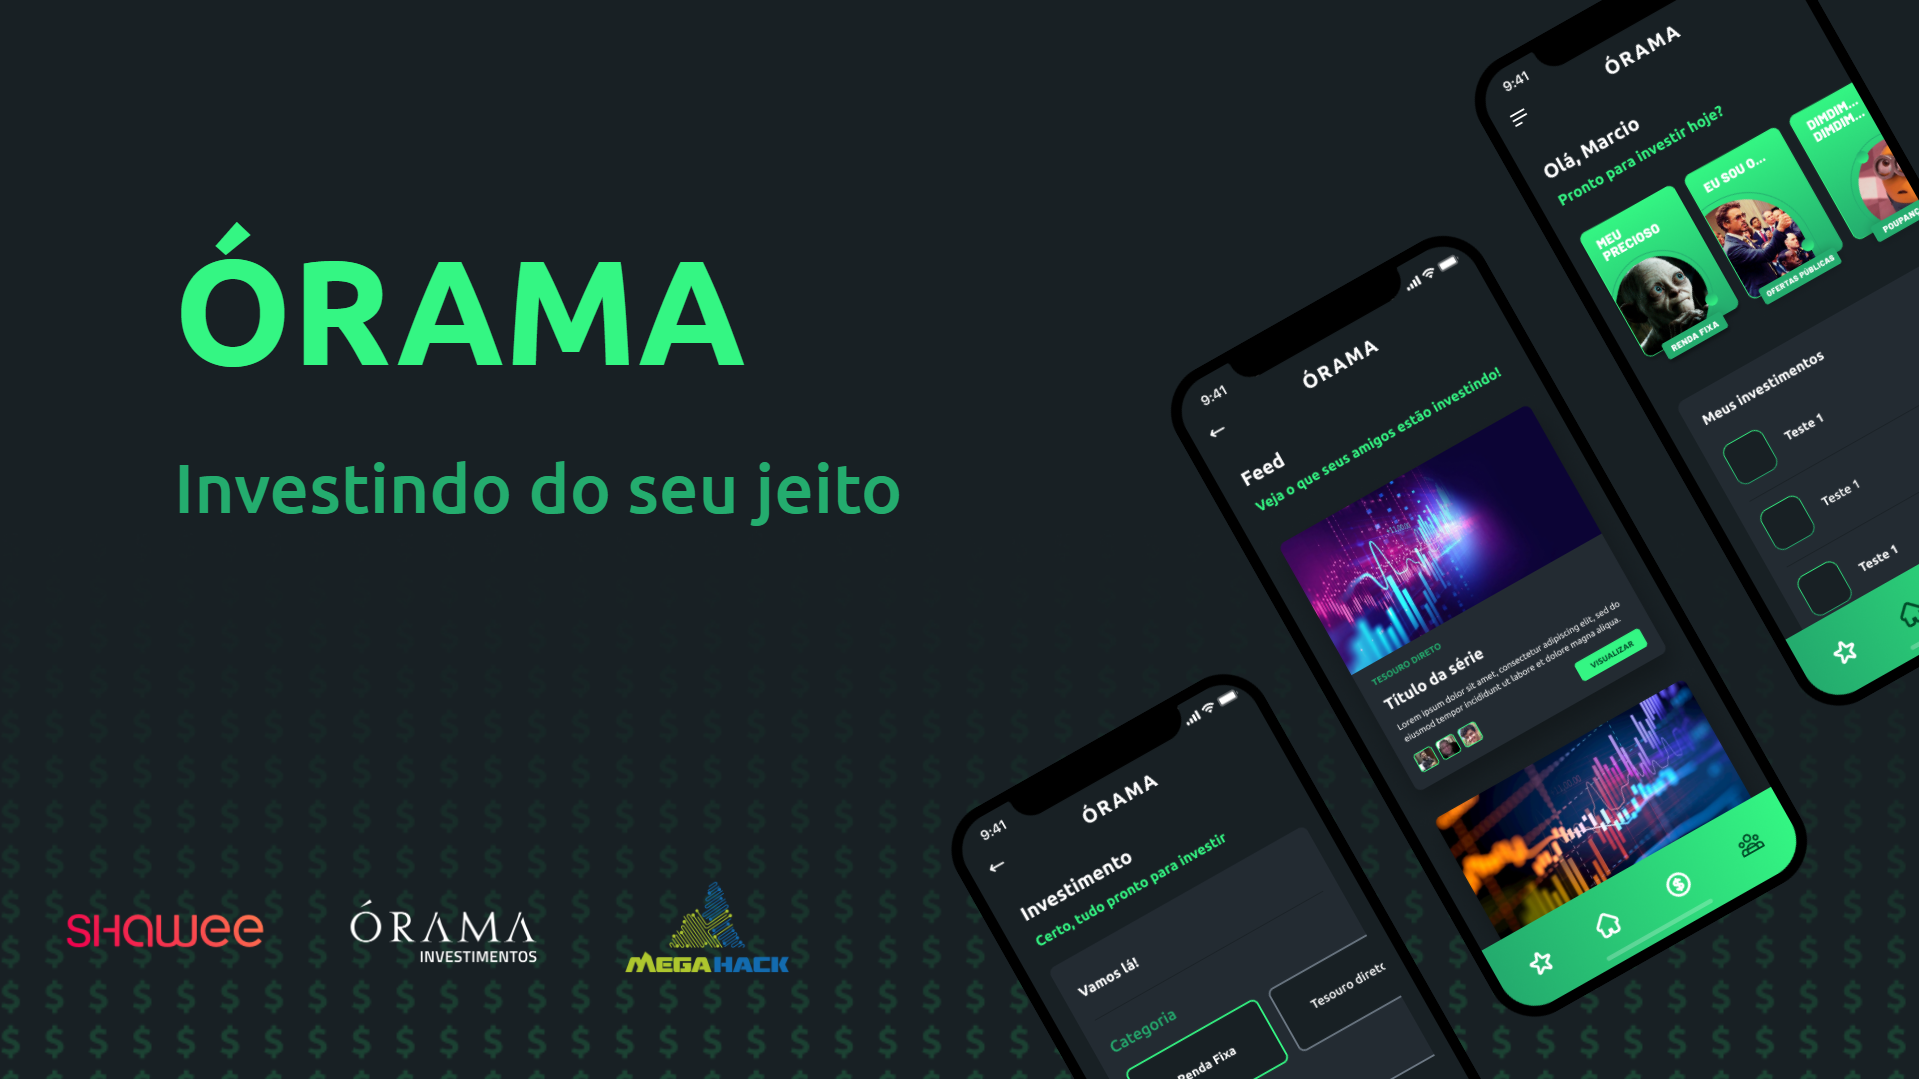 ÓRAMA
Investindo do seu jeito
SHAWEE
ÓRAMA
INVESTIMENTOS
MEGAHACK
9:41
ÓRAMA
Investimento
Certo, tudo pronto para investir
Vamos lá!
Categoria
Renda Fixa
Tesouro direto
9:41
ÓRAMA
Feed
Veja o que seus amigos estão investindo!
TESOURO DIRETO
Título da série
Lorem ipsum dolor sit amet, consectetur adipiscing elit, sed do
eiusmod tempor incididunt ut labore et dolore magna aliqua.
VISUALIZAR
9:41
ÓRAMA
Olá, Marcio
Pronto para investir hoje?
MEU
PRECIOSO
RENDA FIXA
EU SOU O...
OFERTAS PÚBLICAS
DIMDIM...
DIMDIM...
POUPANC
Meus investimentos
Teste 1
Teste 1
Teste 1